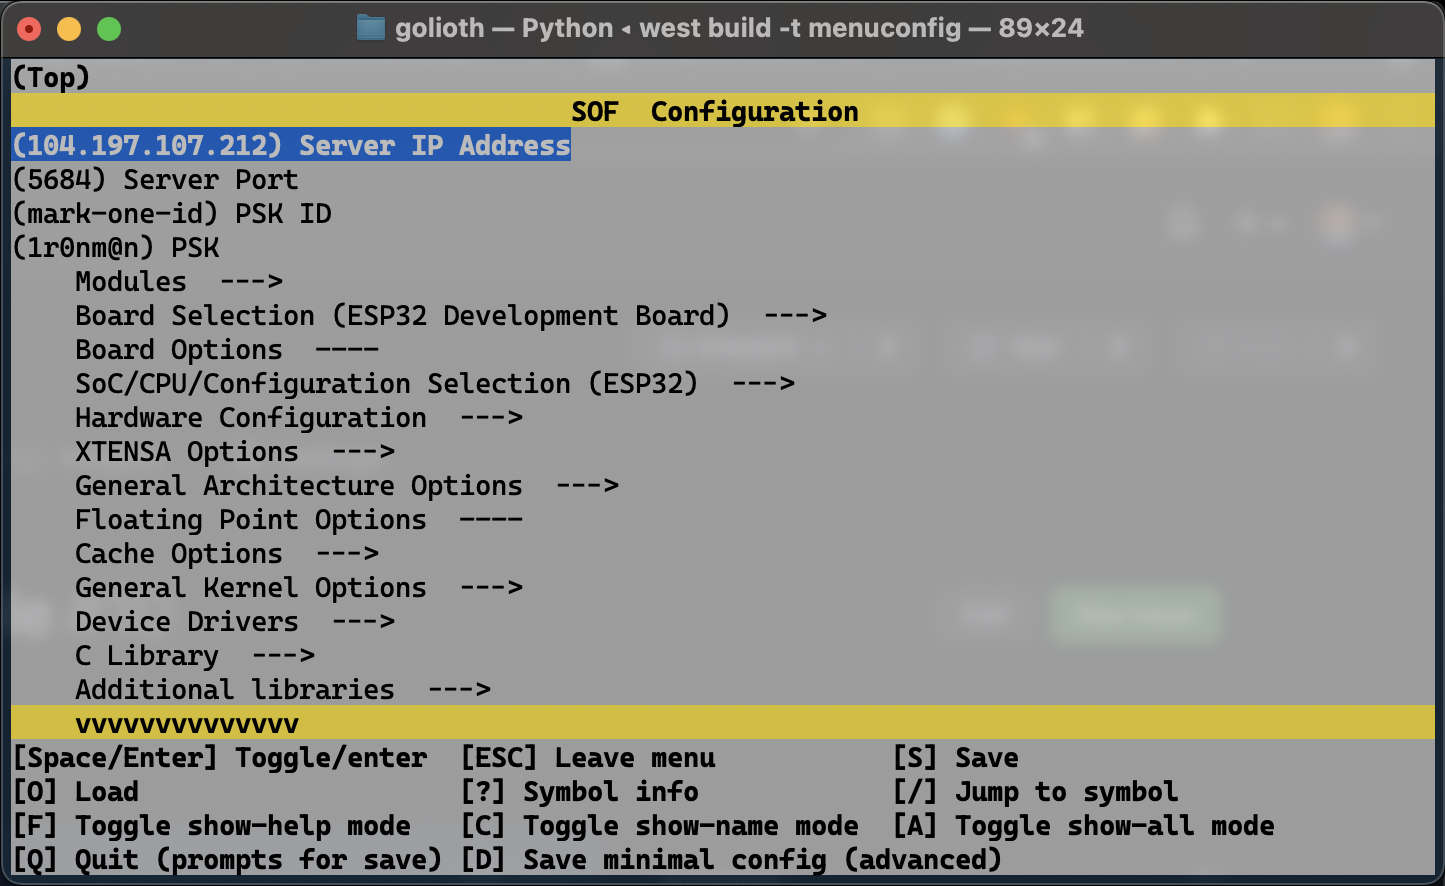 golioth — Python ◂ west build -t menuconfig — 89×24
(Top)
SOF  Configuration
(104.197.107.212) Server IP Address
(5684) Server Port
(mark-one-id) PSK ID
(1r0nm@n) PSK
Modules  --->
Board Selection (ESP32 Development Board)  --->
Board Options  ----
SoC/CPU/Configuration Selection (ESP32)  --->
Hardware Configuration  --->
XTENSA Options  --->
General Architecture Options  --->
Floating Point Options  ----
Cache Options  --->
General Kernel Options  --->
Device Drivers  --->
C Library  --->
Additional libraries  --->
vvvvvvvvvvvvvv
[Space/Enter] Toggle/enter  [ESC] Leave menu           [S] Save
[O] Load                    [?] Symbol info            [/] Jump to symbol
[F] Toggle show-help mode   [C] Toggle show-name mode  [A] Toggle show-all mode
[Q] Quit (prompts for save) [D] Save minimal config (advanced)